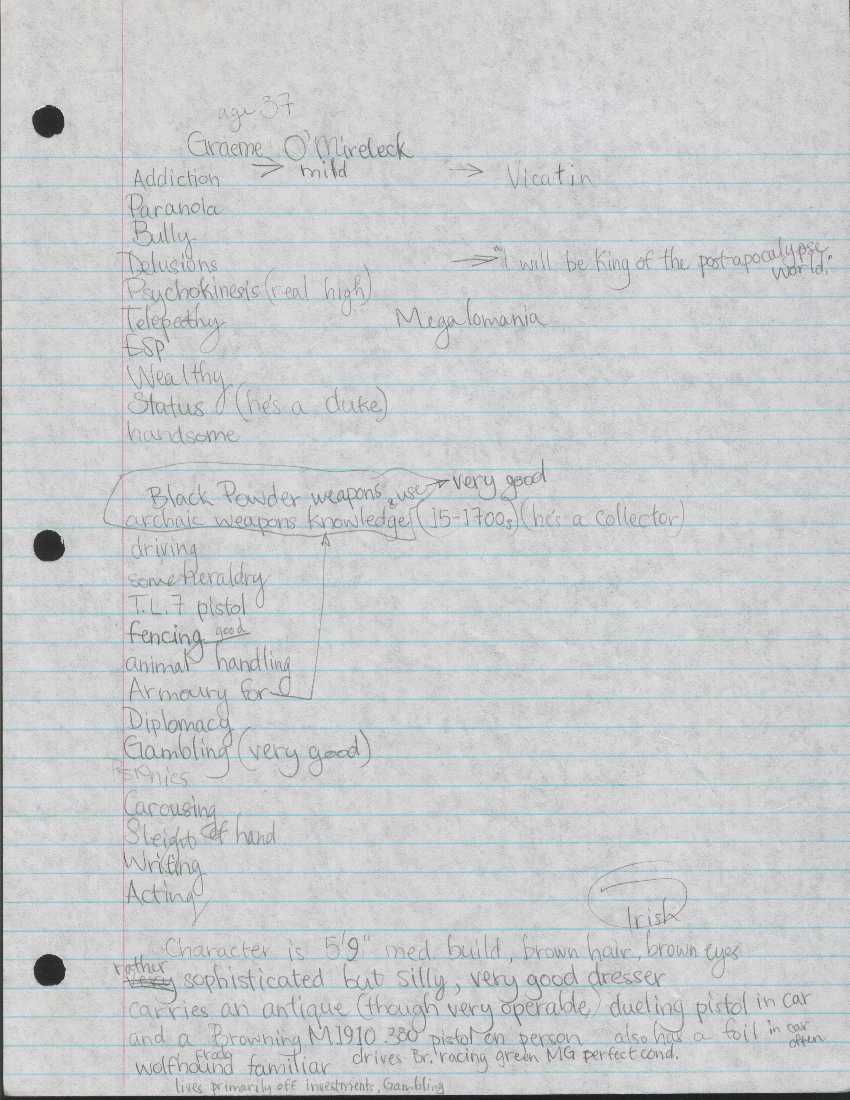 age 37
Graeme O'Mireleck
Addiction → mild → Vicatin
Paranoia
Bully
Delusions → "I will be King of the post-apocalypse world."
Psychokinesis (real high)
Telepathy Megalomania
ESP
Wealthy
Status (he's a duke)
handsome
Black Powder weapons & use → very good
archaic weapons knowledge (15-1700s) (he's a collector)
driving
some Heraldry
T.L.7 pistol
fencing good
animal handling
Armoury for
Diplomacy
Gambling (very good)
Carousing
Sleight of hand
Writing
Acting
Irish
Character is 5'9" med. build, brown hair, brown eyes
rather sophisticated but silly, very good dresser
carries an antique (though very operable) dueling pistol in car
and a Browning M1910 .380 pistol on person also has a foil in car often
wolfhound familiar drives Br. racing green MG perfect cond.
lives primarily off investments, Gambling